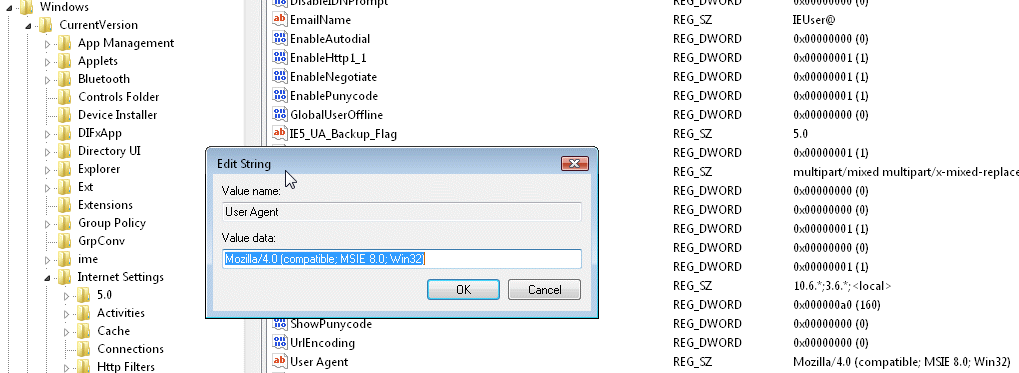 Windows
CurrentVersion
App Management
Applets
Bluetooth
Controls Folder
Device Installer
DIFxApp
Directory UI
Explorer
Ext
Extensions
Group Policy
GrpConv
ime
Internet Settings
5.0
Activities
Cache
Connections
Http Filters
DisableIDNPrompt REG_DWORD 0x00000000 (0)
EmailName REG_SZ IEUser@
EnableAutodial REG_DWORD 0x00000000 (0)
EnableHttp1_1 REG_DWORD 0x00000001 (1)
EnableNegotiate REG_DWORD 0x00000001 (1)
EnablePunycode REG_DWORD 0x00000001 (1)
GlobalUserOffline REG_DWORD 0x00000000 (0)
IE5_UA_Backup_Flag REG_SZ 5.0
REG_DWORD 0x00000001 (1)
REG_SZ multipart/mixed multipart/x-mixed-replace
REG_DWORD 0x00000000 (0)
REG_DWORD 0x00000001 (1)
REG_DWORD 0x00000000 (0)
REG_DWORD 0x00000001 (1)
REG_SZ 10.6.*;3.6.*;<local>
REG_DWORD 0x000000a0 (160)
ShowPunycode REG_DWORD 0x00000000 (0)
UrlEncoding REG_DWORD 0x00000000 (0)
User Agent REG_SZ Mozilla/4.0 (compatible; MSIE 8.0; Win32)
Edit String
Value name:
User Agent
Value data:
Mozilla/4.0 (compatible; MSIE 8.0; Win32)
OK Cancel